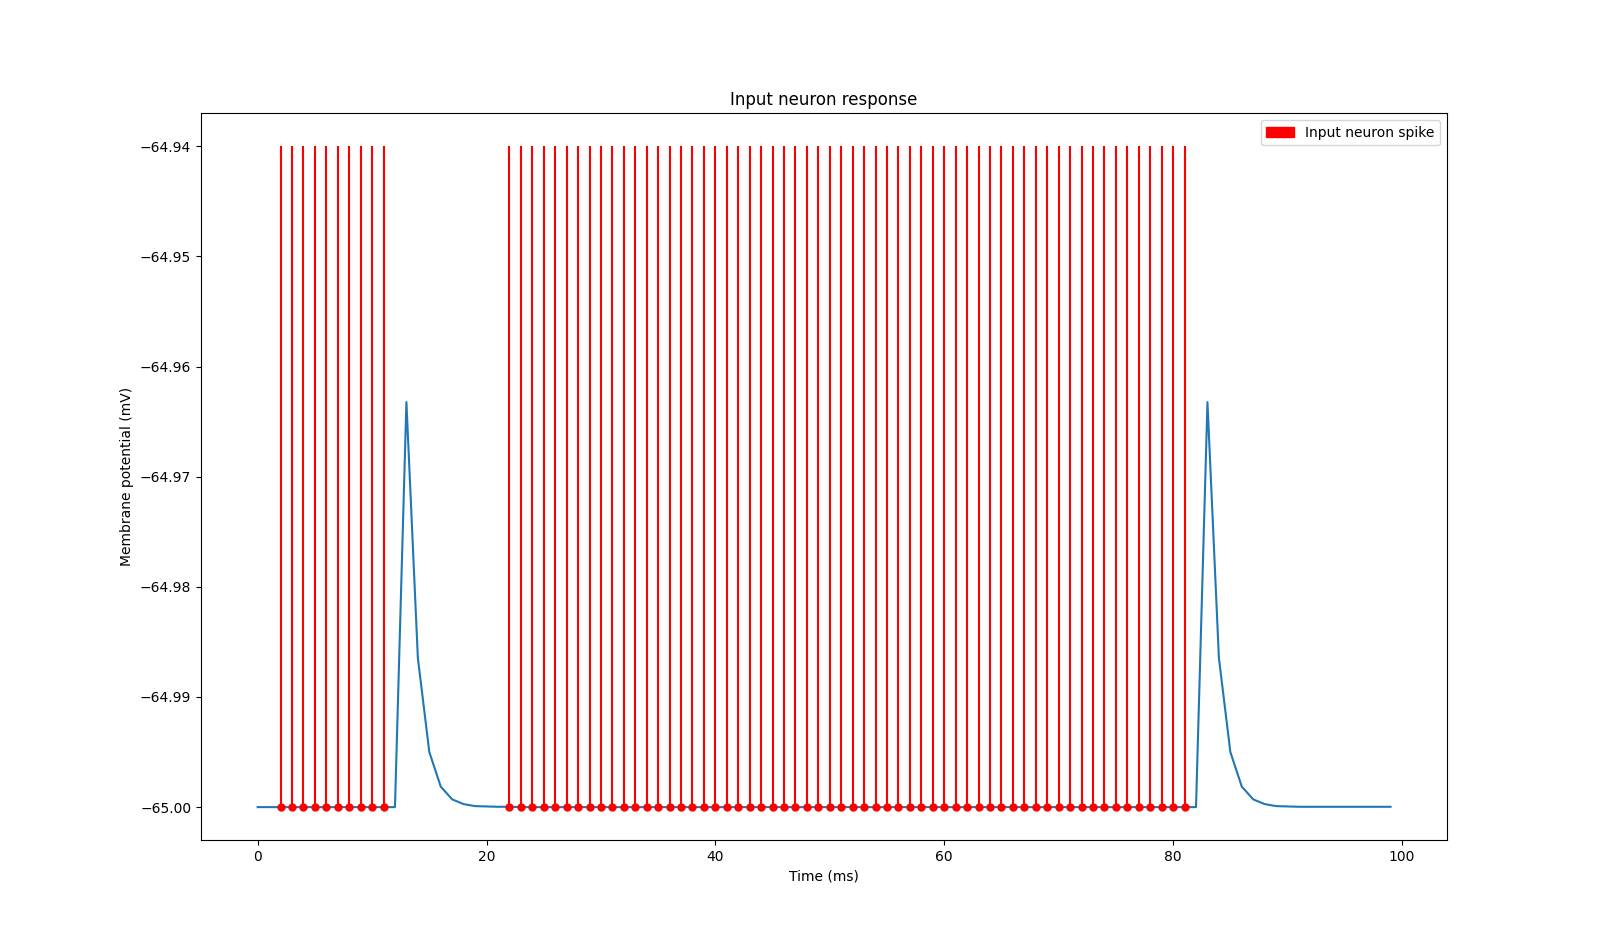 Input neuron response
Input neuron spike
−64.94
−64.95
−64.96
−64.97
−64.98
−64.99
−65.00
Membrane potential (mV)
0 20 40 60 80 100
Time (ms)